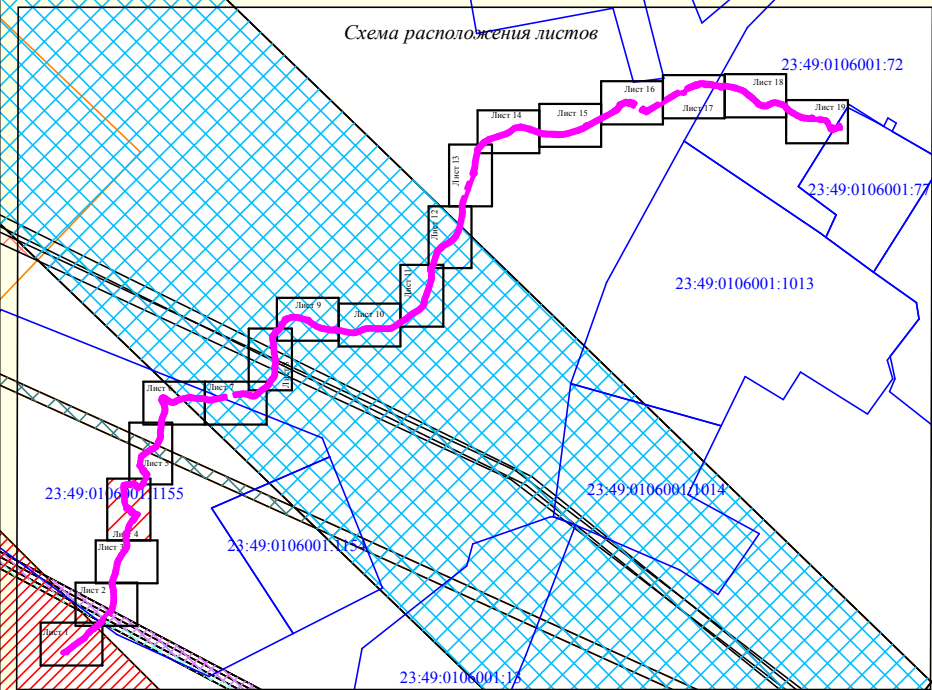 Схема расположения листов
23:49:0106001:72
Лист 18
Лист 16
Лист 19
Лист 17
Лист 15
Лист 14
Лист 13
23:49:0106001:77
Лист 12
23:49:0106001:1013
Лист 11
Лист 9
Лист 10
Лист 7
Лист 6
Лист 5
23:49:0106001:1155
23:49:0106001:1014
Лист 4
Лист 3
23:49:0106001:1154
Лист 2
Лист 1
23:49:0106001:13